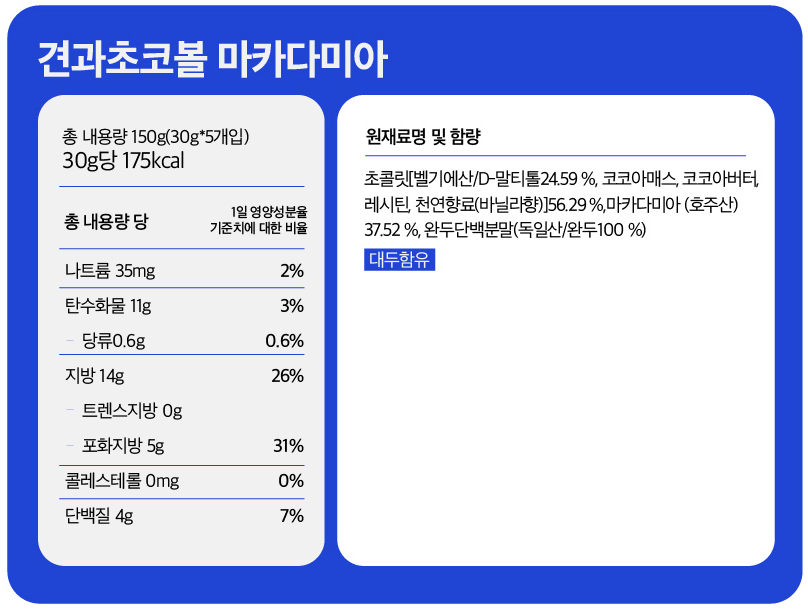 견과초코볼 마카다미아
총 내용량 150g(30g*5개입)
30g당 175kcal
총 내용량 당
1일 영양성분율
기준치에 대한 비율
나트륨 35mg 2%
탄수화물 11g 3%
- 당류0.6g 0.6%
지방 14g 26%
- 트렌스지방 0g
- 포화지방 5g 31%
콜레스테롤 0mg 0%
단백질 4g 7%
원재료명 및 함량
초콜릿[벨기에산/D-말티톨24.59 %, 코코아매스, 코코아버터,
레시틴, 천연향료(바닐라향)]56.29 %,마카다미아 (호주산)
37.52 %, 완두단백분말(독일산/완두100 %)
대두함유